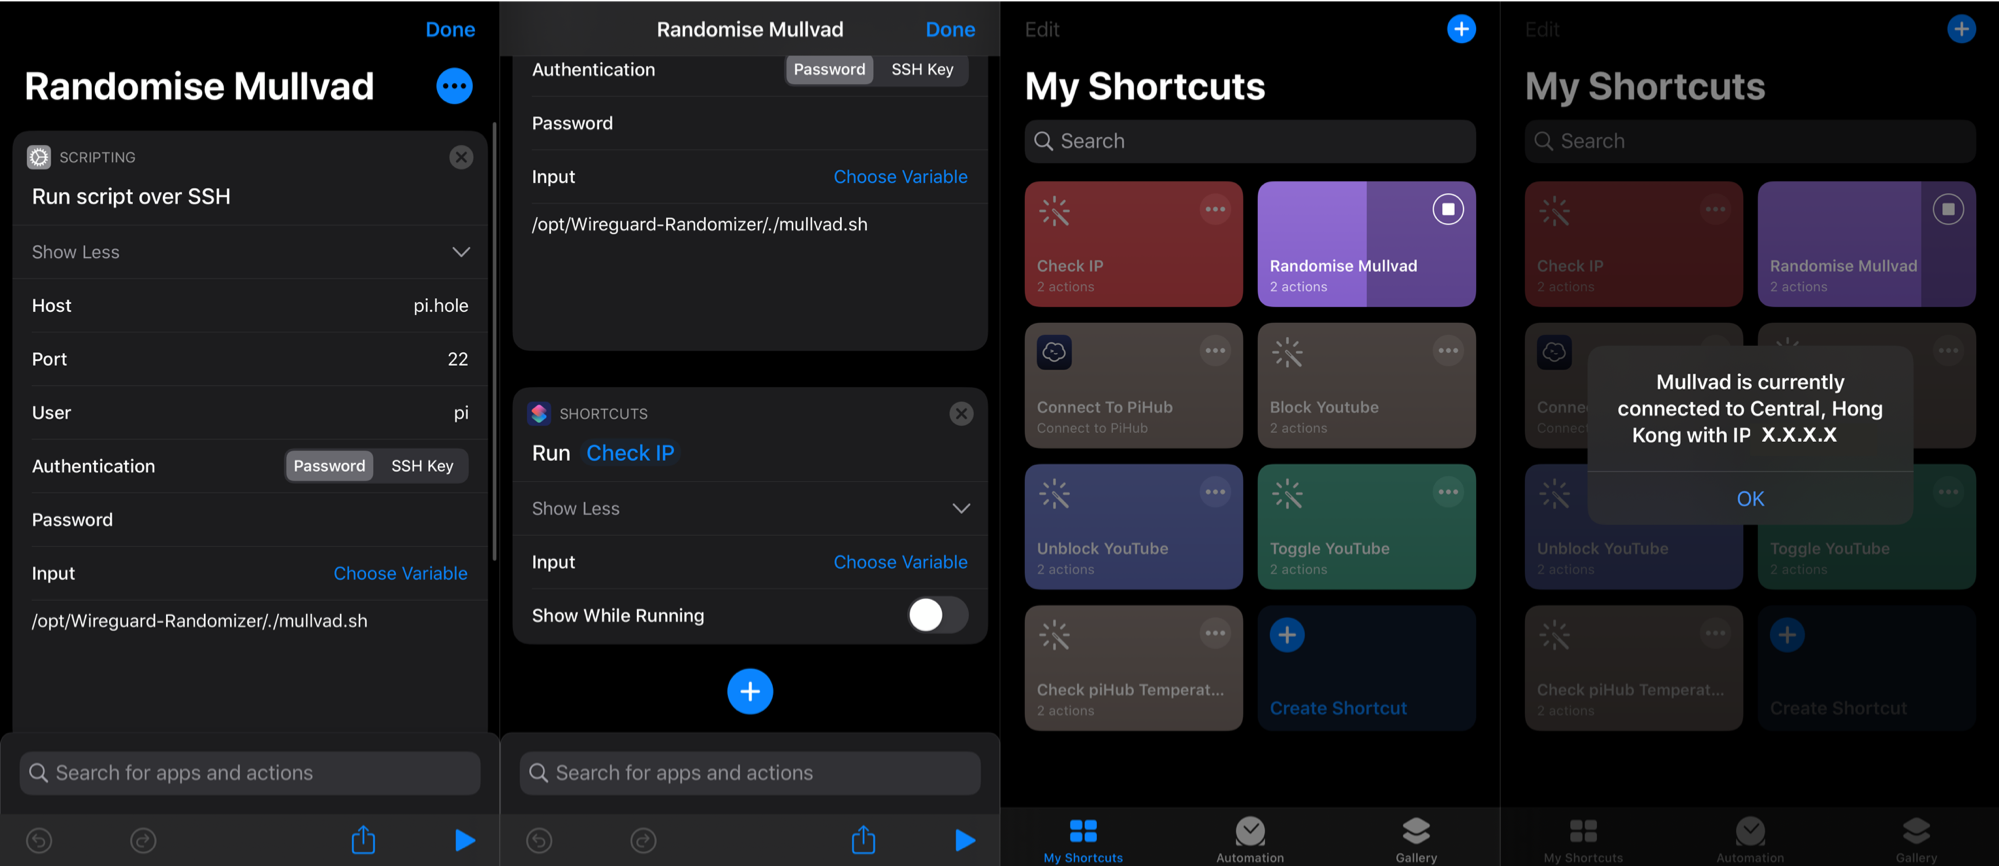 Done
Randomise Mullvad
SCRIPTING
Run script over SSH
Show Less
Host pi.hole
Port 22
User pi
Authentication Password SSH Key
Password
Input Choose Variable
/opt/Wireguard-Randomizer/./mullvad.sh
Search for apps and actions
Randomise Mullvad Done
Authentication Password SSH Key
Password
Input Choose Variable
/opt/Wireguard-Randomizer/./mullvad.sh
SHORTCUTS
Run Check IP
Show Less
Input Choose Variable
Show While Running
Search for apps and actions
Edit
My Shortcuts
Search
Check IP
2 actions
Randomise Mullvad
2 actions
Connect To PiHub
Connect to PiHub
Block Youtube
2 actions
Unblock YouTube
2 actions
Toggle YouTube
2 actions
Check piHub Temperat...
2 actions
Create Shortcut
My Shortcuts Automation Gallery
Edit
My Shortcuts
Search
Check IP
2 actions
Randomise Mullvad
2 actions
Conne
Connect
2 actions
Mullvad is currently
connected to Central, Hong
Kong with IP X.X.X.X
OK
Unblock YouTube
2 actions
Toggle YouTube
2 actions
Check piHub Temperat...
2 actions
Create Shortcut
My Shortcuts Automation Gallery